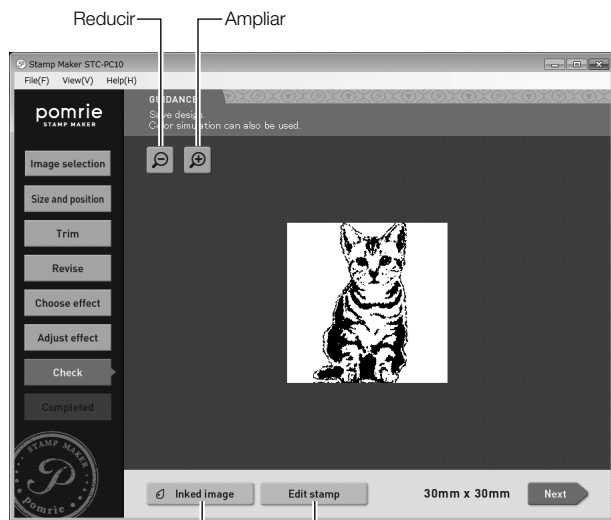 Reducir
Ampliar
Stamp Maker STC-PC10
File(F) View(V) Help(H)
pomrie
STAMP MAKER
GUIDANCE
Save design.
Color simulation can also be used.
Image selection
Size and position
Trim
Revise
Choose effect
Adjust effect
Check
Completed
STAMP MAKER
Pomrie
Inked image
Edit stamp
30mm x 30mm
Next